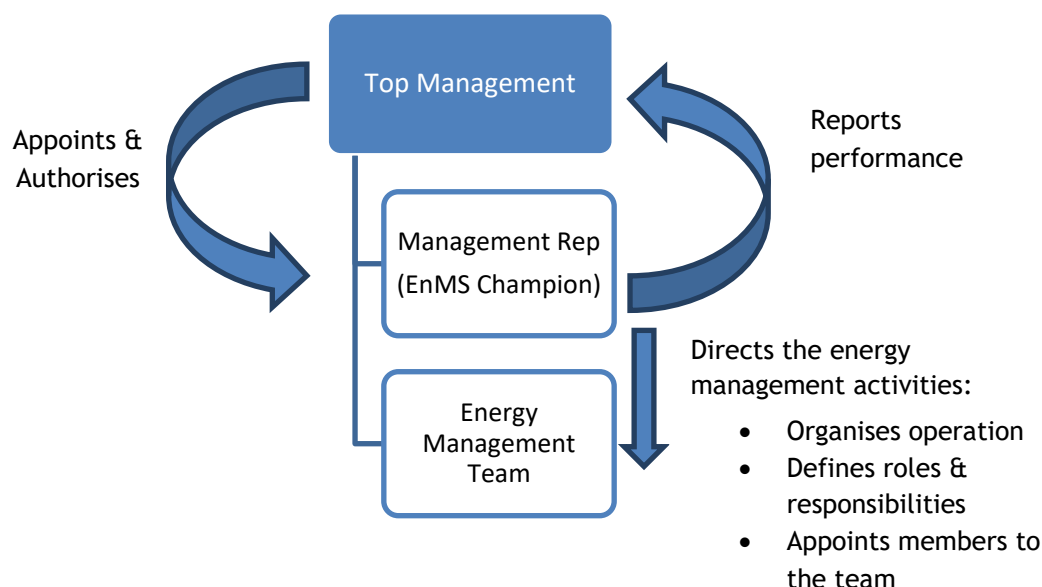 Top Management
Appoints &
Authorises
Reports
performance
Management Rep
(EnMS Champion)
Energy
Management
Team
Directs the energy
management activities:
• Organises operation
• Defines roles &
responsibilities
• Appoints members to
the team